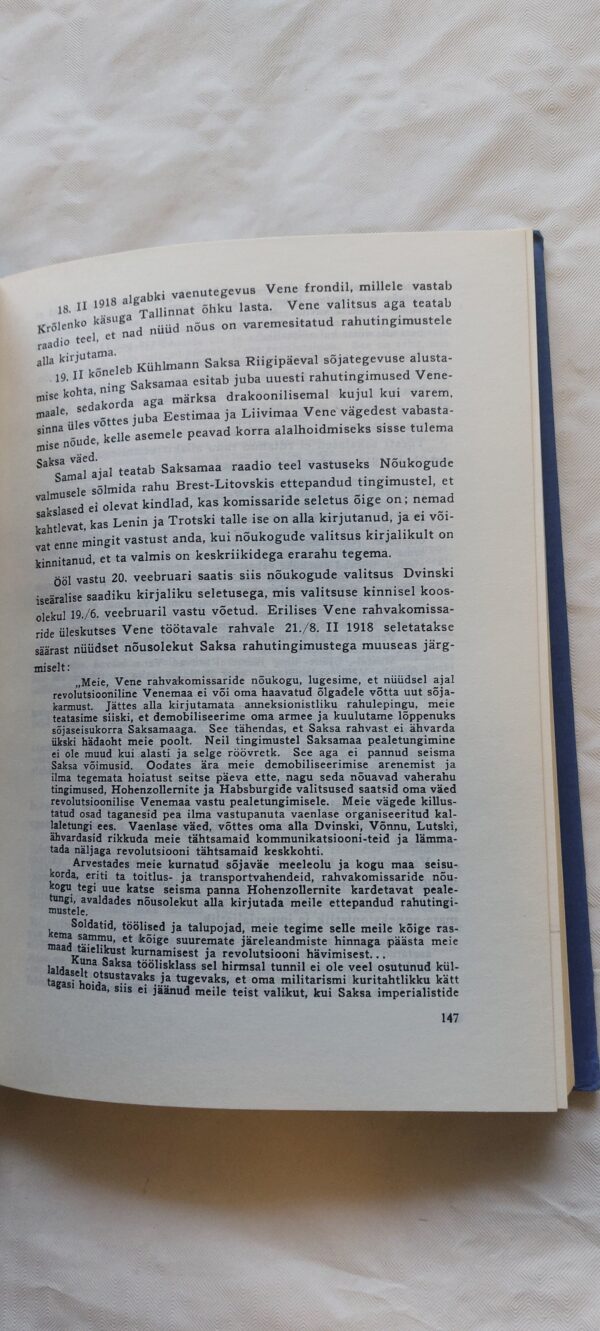 18. II 1918 algabki vaenutegevus Vene frondil, millele vastab
Krõlenko käsuga Tallinnat õhku lasta. Vene valitsus aga teatab
raadio teel, et nad nüüd nõus on varemesitatud rahutingimustele
alla kirjutama.
19. II kõneleb Kühlmann Saksa Riigipäeval sõjategevuse alusta-
mise kohta, ning Saksamaa esitab juba uuesti rahutingimused Vene-
maale, sedakorda aga märksa drakoonilisemal kujul kui varem,
sinna üles võttes juba Eestimaa ja Liivimaa Vene vägedest vabasta-
mise nõude, kelle asemele peavad korra alalhoidmiseks sisse tulema
Saksa väed.
Samal ajal teatab Saksamaa raadio teel vastuseks Nõukogude
valmusele sõlmida rahu Brest-Litovskis ettepandud tingimustel, et
sakslased ei olevat kindlad, kas komissaride seletus õige on; nemad
kahtlevat, kas Lenin ja Trotski talle ise on alla kirjutanud, ja ei või-
vat enne mingit vastust anda, kui nõukogude valitsus kirjalikult on
kinnitanud, et ta valmis on keskriikidega erarahu tegema.
Ööl vastu 20. veebruari saatis siis nõukogude valitsus Dvinski
iseäralise saadiku kirjaliku seletusega, mis valitsuse kinnisel koos-
olekul 19./6. veebruaril vastu võetud. Erilises Vene rahvakomissa-
ride üleskutses Vene töötavale rahvale 21./8. II 1918 seletatakse
säärast nüüdset nõusolekut Saksa rahutingimustega muuseas järg-
miselt:
„Meie, Vene rahvakomissaride nõukogu, lugesime, et nüüdsel ajal
revolutsiooniline Venemaa ei või oma haavatud õlgadele võtta uut sõja-
karmust. Jättes alla kirjutamata anneksionistliku rahulepingu, meie
teatasime siiski, et demobiliseerime oma armee ja kuulutame lõppenuks
sõjaseisukorra Saksamaaga. See tähendas, et Saksa rahvast ei ähvarda
ükski hädaoht meie poolt. Neil tingimustel Saksamaa pealetungimine
ei ole muud kui alasti ja selge röövretk. See aga ei pannud seisma
Saksa võimusid. Oodates ära meie demobiliseerimise arenemist ja
ilma tegemata hoiatust seitse päeva ette, nagu seda nõuavad vaherahu
tingimused, Hohenzollernite ja Habsburgide valitsused saatsid oma väed
revolutsioonilise Venemaa vastu pealetungimisele. Meie vägede killus-
tatud osad taganesid pea ilma vastupanuta vaenlase organiseeritud kal-
laletungi ees. Vaenlase väed, võttes oma alla Dvinski, Võnnu, Lutski,
ähvardasid rikkuda meie tähtsamaid kommunikatsiooni-teid ja lämma-
tada näljaga revolutsiooni tähtsamaid keskkohti.
Arvestades meie kurnatud sõjaväe meeleolu ja kogu maa seisu-
korda, eriti ta toitlus- ja transportvahendeid, rahvakomissaride nõu-
kogu tegi uue katse seisma panna Hohenzollernite kardetavat peale-
tungi, avaldades nõusolekut alla kirjutada meile ettepandud rahutingi-
mustele.
Soldatid, töölised ja talupojad, meie tegime selle meile kõige ras-
kema sammu, et kõige suuremate järeleandmiste hinnaga päästa meie
maad täielikust kurnamisest ja revolutsiooni hävimisest...
Kuna Saksa töölisklass sel hirmsal tunnil ei ole veel osutunud kül-
laldaselt otsustavaks ja tugevaks, et oma militarismi kuritahtlikku kätt
tagasi hoida, siis ei jäänud meile teist valikut, kui Saksa imperialistide
147